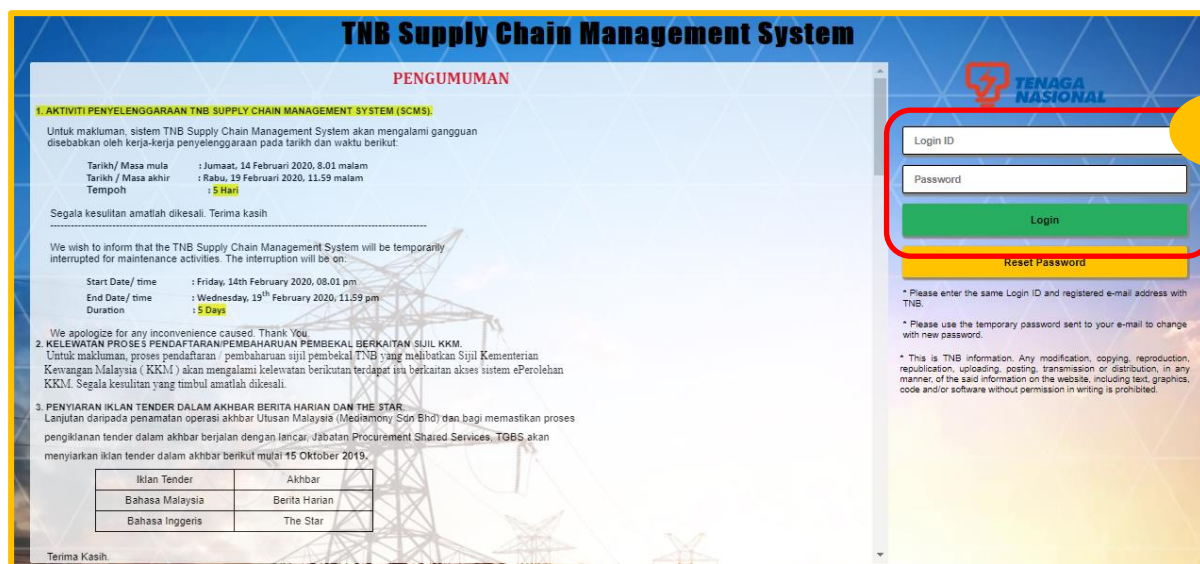 TNB Supply Chain Management System
PENGUMUMAN
1. AKTIVITI PENYELENGGARAAN TNB SUPPLY CHAIN MANAGEMENT SYSTEM (SCMS).
Untuk makluman, sistem TNB Supply Chain Management System akan mengalami gangguan
disebabkan oleh kerja-kerja penyelenggaraan pada tarikh dan waktu berikut:
Tarikh/ Masa mula : Jumaat, 14 Februari 2020, 8.01 malam
Tarikh / Masa akhir : Rabu, 19 Februari 2020, 11.59 malam
Tempoh : 5 Hari
Segala kesulitan amatlah dikesali. Terima kasih
--------------------------------------------------------------------------------
We wish to inform that the TNB Supply Chain Management System will be temporarily
interrupted for maintenance activities. The interruption will be on:
Start Date/ time : Friday, 14th February 2020, 08.01 pm
End Date/ time : Wednesday, 19th February 2020, 11.59 pm
Duration : 5 Days
We apologize for any inconvenience caused. Thank You.
2. KELEWATAN PROSES PENDAFTARAN/PEMBAHARUAN PEMBEKAL BERKAITAN SIJIL KKM.
Untuk makluman, proses pendaftaran / pembaharuan sijil pembekal TNB yang melibatkan Sijil Kementerian
Kewangan Malaysia ( KKM ) akan mengalami kelewatan berikutan terdapat isu berkaitan akses sistem ePerolehan
KKM. Segala kesulitan yang timbul amatlah dikesali.
3. PENYIARAN IKLAN TENDER DALAM AKHBAR BERITA HARIAN DAN THE STAR.
Lanjutan daripada penamatan operasi akhbar Utusan Malaysia (Mediamony Sdn Bhd) dan bagi memastikan proses
pengiklanan tender dalam akhbar berjalan dengan lancar, Jabatan Procurement Shared Services, TGBS akan
menyiarkan iklan tender dalam akhbar berikut mulai 15 Oktober 2019.
Iklan Tender Akhbar
Bahasa Malaysia Berita Harian
Bahasa Inggeris The Star
Terima Kasih.
TENAGA
NASIONAL
Login ID
Password
Login
Reset Password
* Please enter the same Login ID and registered e-mail address with
TNB.
* Please use the temporary password sent to your e-mail to change
with new password.
* This is TNB information. Any modification, copying, reproduction,
republication, uploading, posting, transmission or distribution, in any
manner, of the said information on the website, including text, graphics,
code and/or software without permission in writing is prohibited.